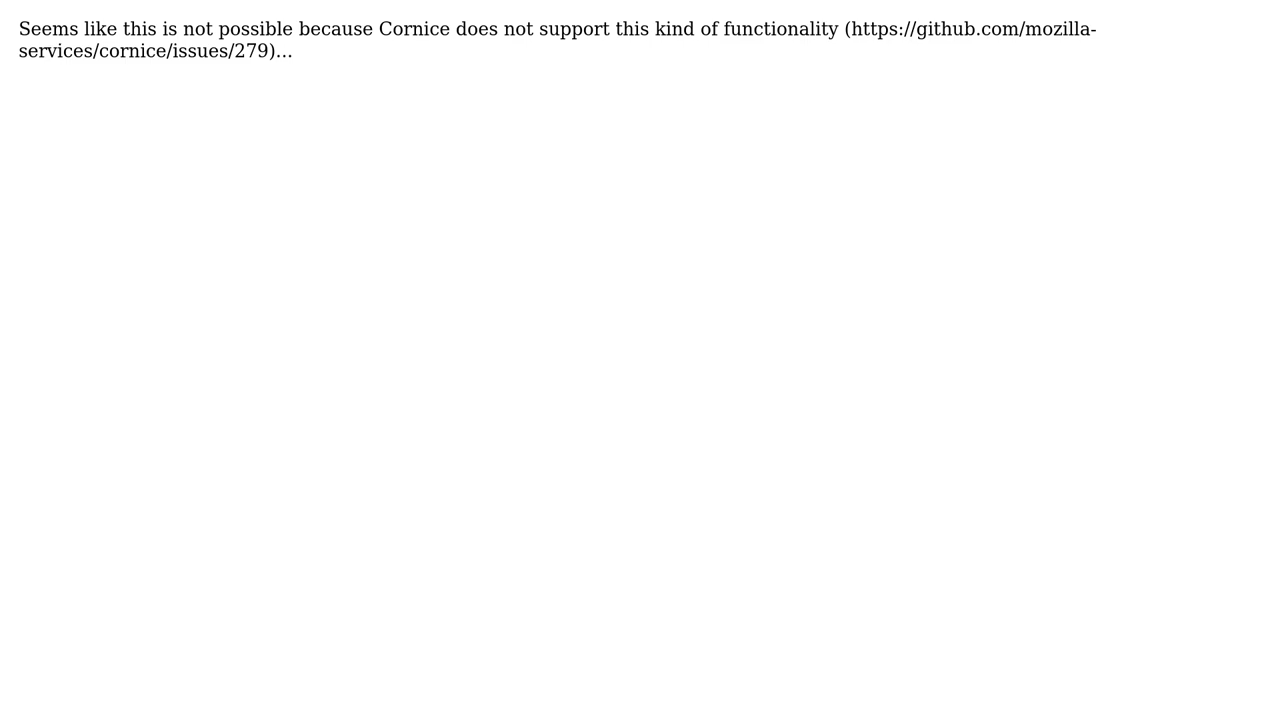 Seems like this is not possible because Cornice does not support this kind of functionality (https://github.com/mozilla-
services/cornice/issues/279)...